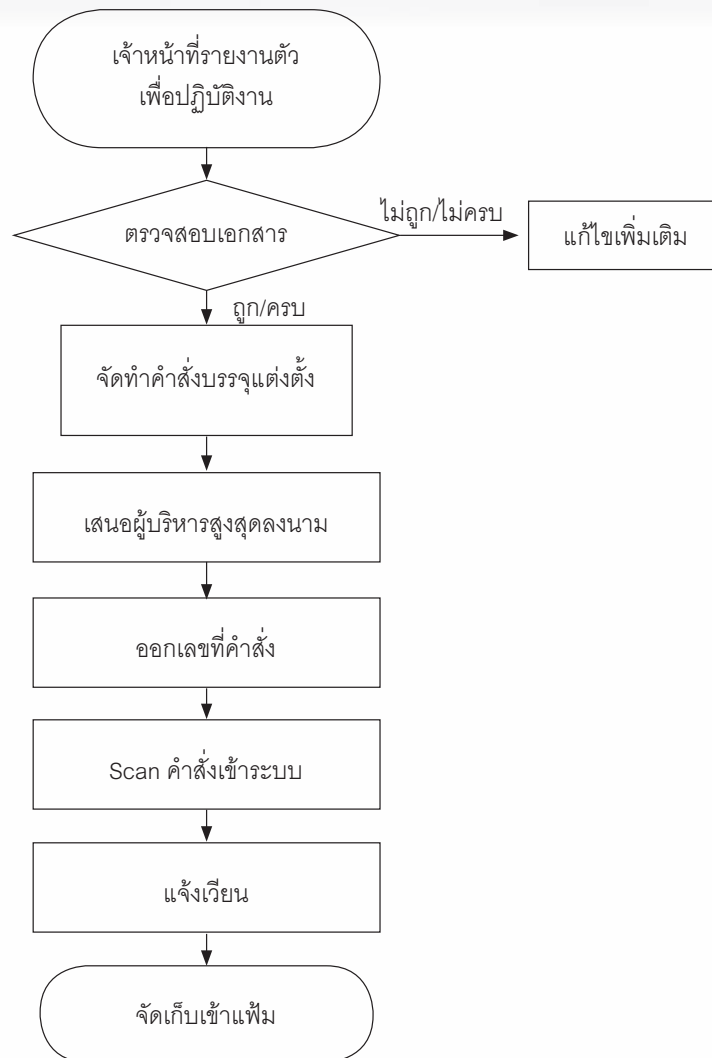 เจ้าหน้าที่รายงานตัว
เพื่อปฏิบัติงาน
ตรวจสอบเอกสาร
ไม่ถูก/ไม่ครบ
แก้ไขเพิ่มเติม
ถูก/ครบ
จัดทำคำสั่งบรรจุแต่งตั้ง
เสนอผู้บริหารสูงสุดลงนาม
ออกเลขที่คำสั่ง
Scan คำสั่งเข้าระบบ
แจ้งเวียน
จัดเก็บเข้าแฟ้ม